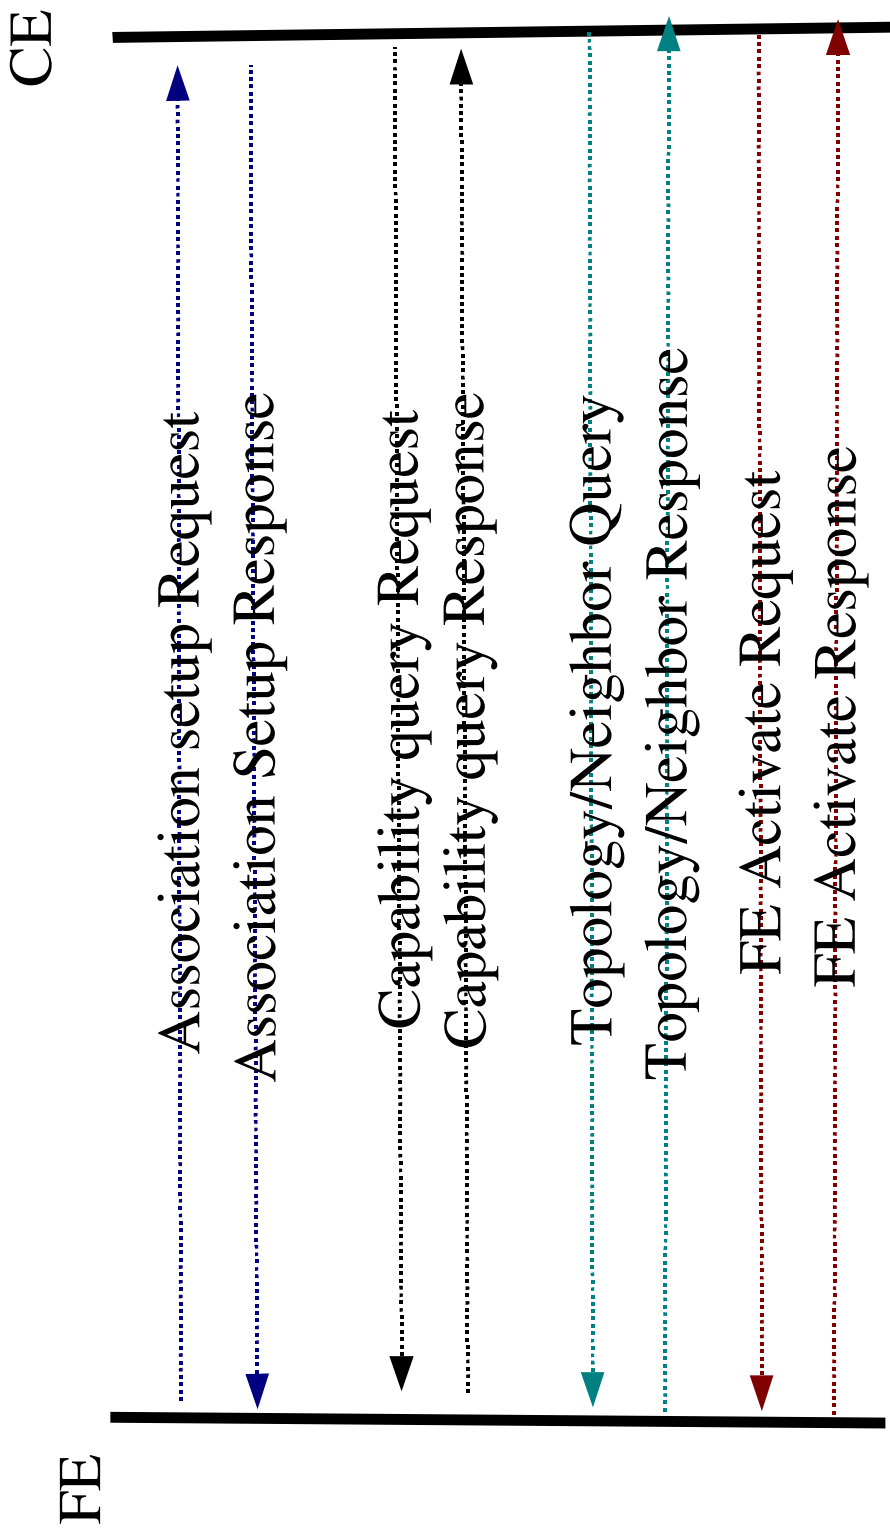 FE
CE
Association setup Request
Association Setup Response
Capability query Request
Capability query Response
Topology/Neighbor Query
Topology/Neighbor Response
FE Activate Request
FE Activate Response